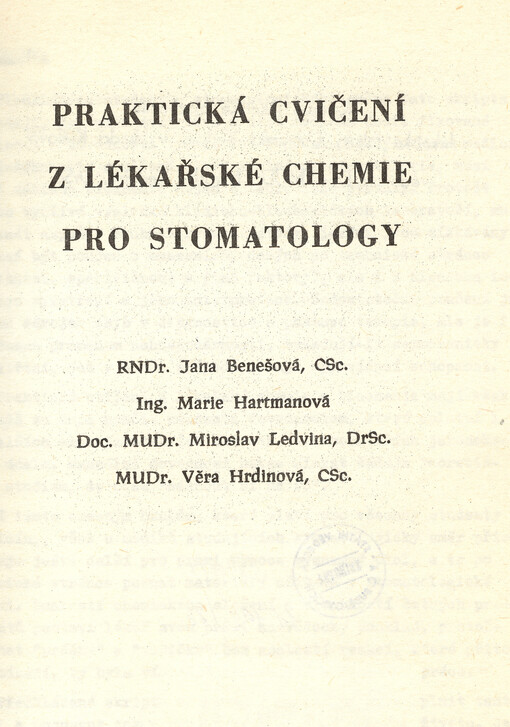 PRAKTICKÁ CVIČENÍ
Z LÉKAŘSKÉ CHEMIE
PRO STOMATOLOGY
RNDr. Jana Benešová, CSc.
Ing. Marie Hartmanová
Doc. MUDr. Miroslav Ledvina, DrSc.
MUDr. Věra Hrdinová, CSc.